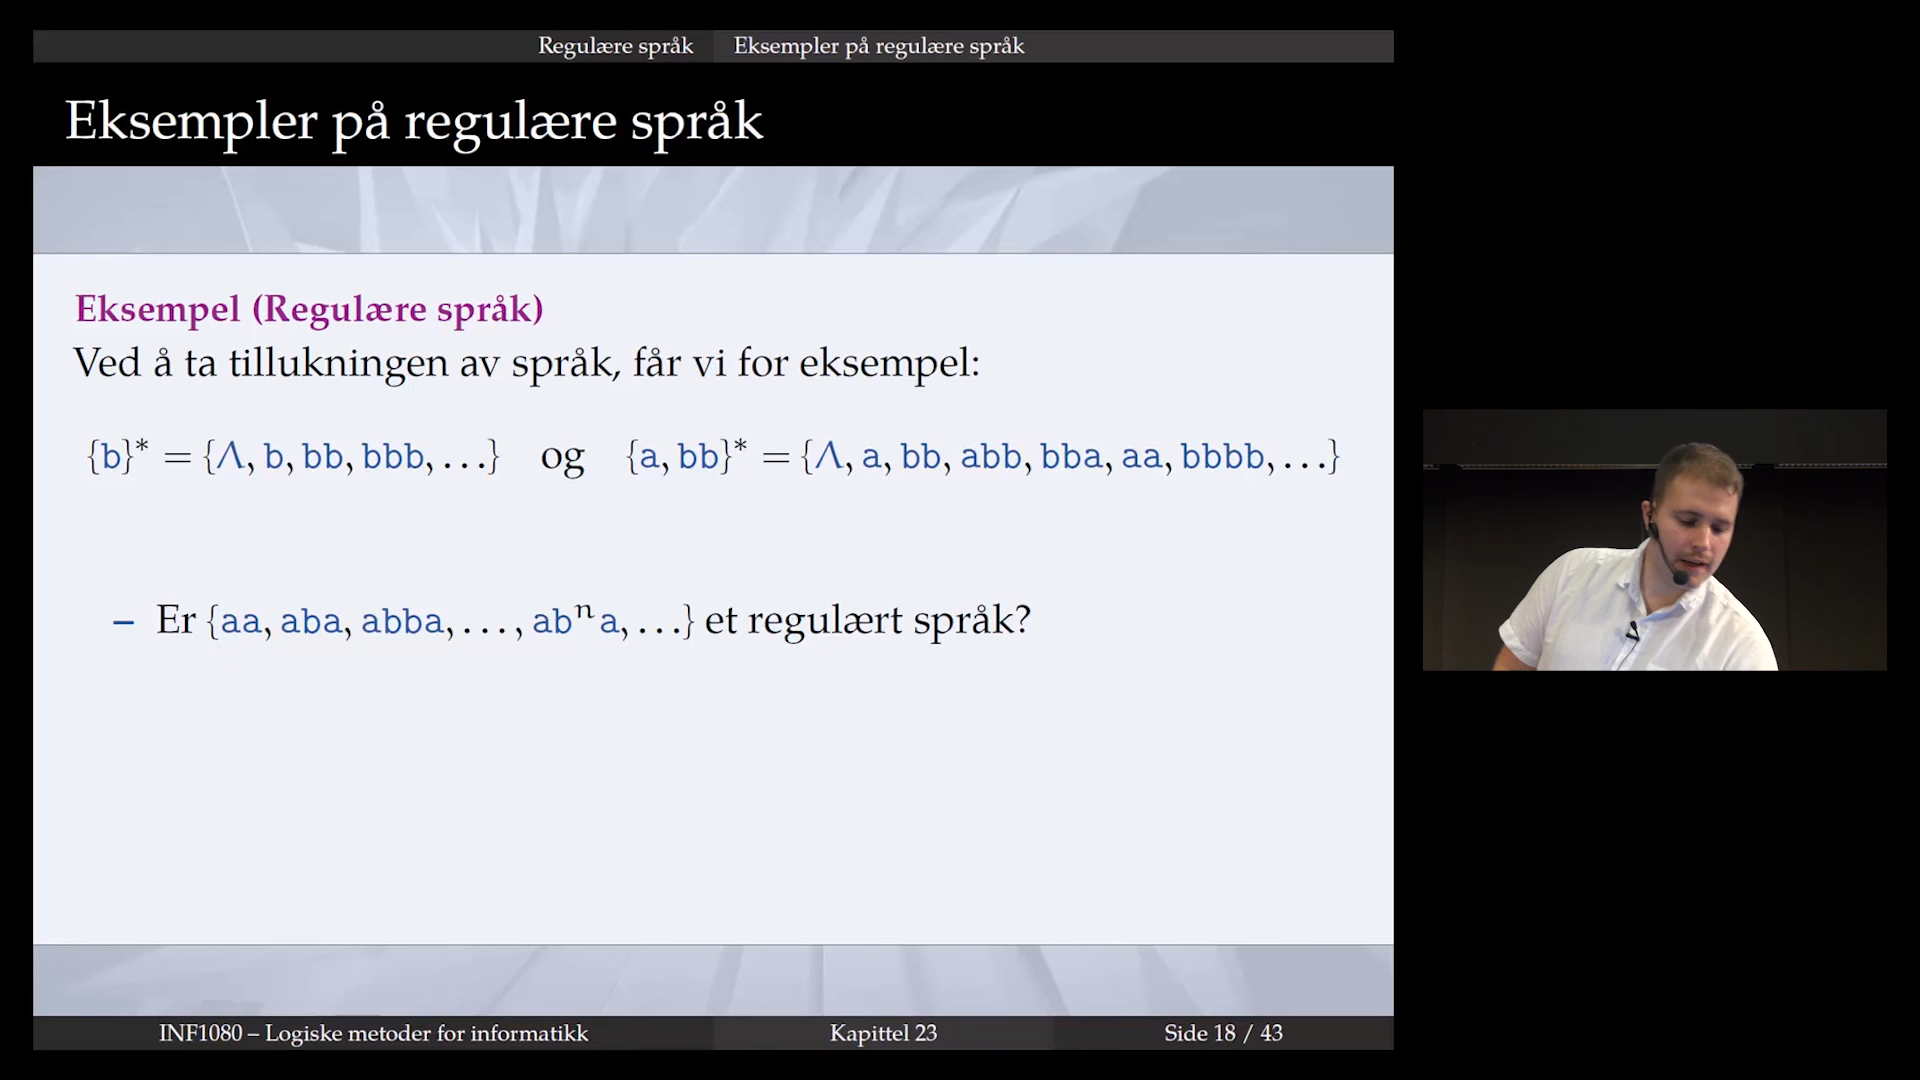 Regulære språk Eksempler på regulære språk
Eksempler på regulære språk
Eksempel (Regulære språk)
Ved å ta tillukningen av språk, får vi for eksempel:
{b}* = {Λ, b, bb, bbb, . . .} og {a, bb}* = {Λ, a, bb, abb, bba, aa, bbbb, . . .}
– Er {aa, aba, abba, . . . , abⁿa, . . .} et regulært språk?
INF1080 – Logiske metoder for informatikk Kapittel 23 Side 18 / 43